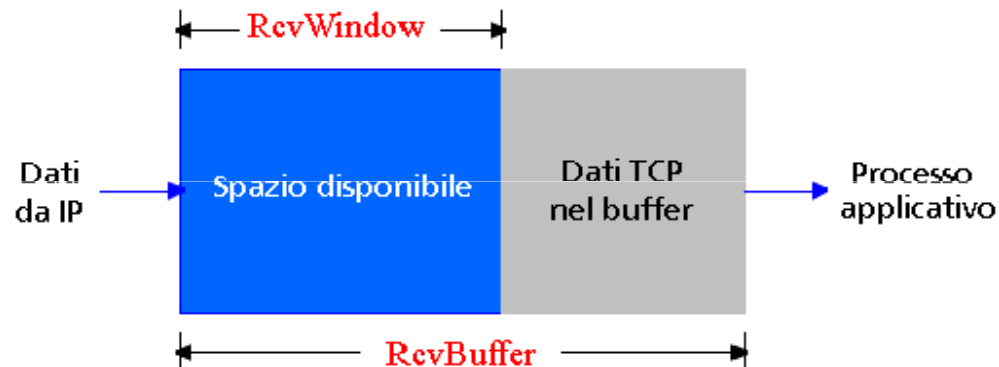 RcvWindow
Dati
da IP
Spazio disponibile
Dati TCP
nel buffer
Processo
applicativo
RcvBuffer